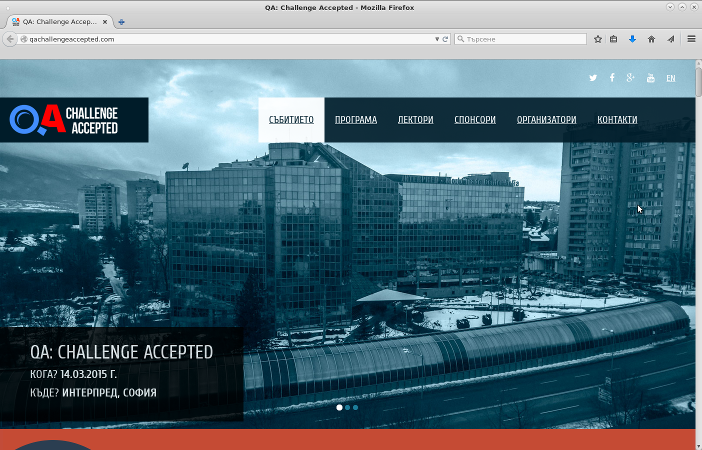 QA: Challenge Accepted - Mozilla Firefox
QA: Challenge Accep...
qachallengeaccepted.com
Търсене
EN
QA CHALLENGE
ACCEPTED
СЪБИТИЕТО ПРОГРАМА ЛЕКТОРИ СПОНСОРИ ОРГАНИЗАТОРИ КОНТАКТИ
QA: CHALLENGE ACCEPTED
КОГА? 14.03.2015 Г.
КЪДЕ? ИНТЕРПРЕД, СОФИЯ